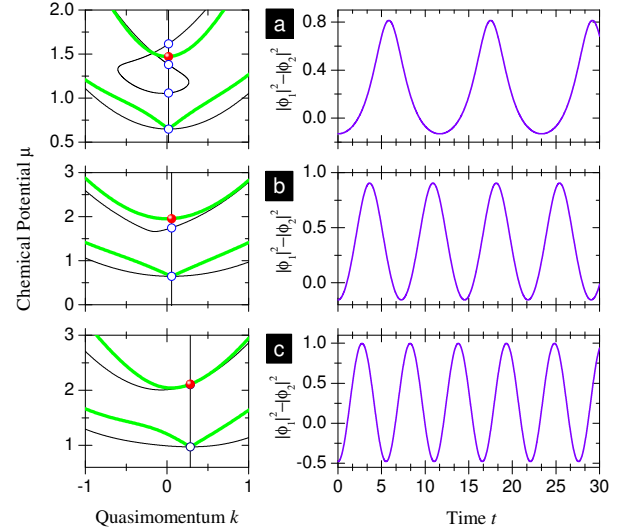 2.0
1.5
1.0
0.5
a
0.8
0.4
0.0
|ϕ₁|²−|ϕ₂|²
Chemical Potential μ
3
2
1
0
b
1.0
0.5
0.0
|ϕ₁|²−|ϕ₂|²
3
2
1
c
1.0
0.5
0.0
-0.5
|ϕ₁|²−|ϕ₂|²
-1 0 1
0 5 10 15 20 25 30
Quasimomentum k
Time t